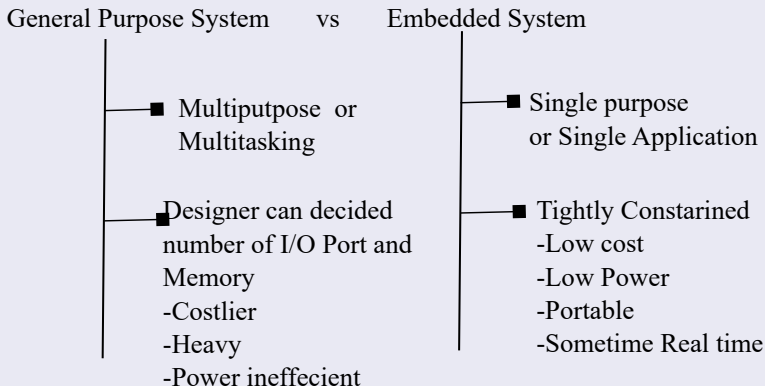 General Purpose System vs Embedded System
Multiputpose or
Multitasking
Designer can decided
number of I/O Port and
Memory
-Costlier
-Heavy
-Power ineffecient
Single purpose
or Single Application
Tightly Constarined
-Low cost
-Low Power
-Portable
-Sometime Real time